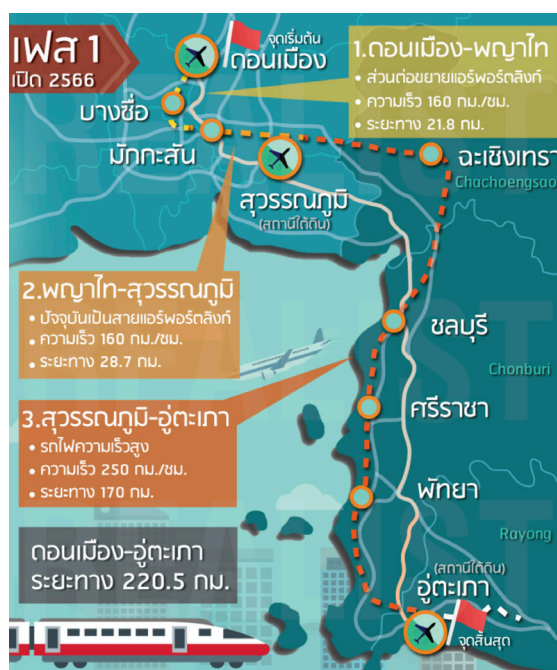 เฟส 1
เปิด 2566
จุดเริ่มต้น
ดอนเมือง
บางซื่อ
มักกะสัน
สุวรรณภูมิ
(สถานีใต้ดิน)
1.ดอนเมือง-พญาไท
• ส่วนต่อขยายแอร์พอร์ตลิงก์
• ความเร็ว 160 กม./ชม.
• ระยะทาง 21.8 กม.
ฉะเชิงเทรา
Chachoengsao
2.พญาไท-สุวรรณภูมิ
• ปัจจุบันเป็นสายแอร์พอร์ตลิงก์
• ความเร็ว 160 กม./ชม.
• ระยะทาง 28.7 กม.
ชลบุรี
Chonburi
3.สุวรรณภูมิ-อู่ตะเภา
• รถไฟความเร็วสูง
• ความเร็ว 250 กม./ชม.
• ระยะทาง 170 กม.
ศรีราชา
พัทยา
Rayong
ดอนเมือง-อู่ตะเภา
ระยะทาง 220.5 กม.
(สถานีใต้ดิน)
อู่ตะเภา
จุดสิ้นสุด